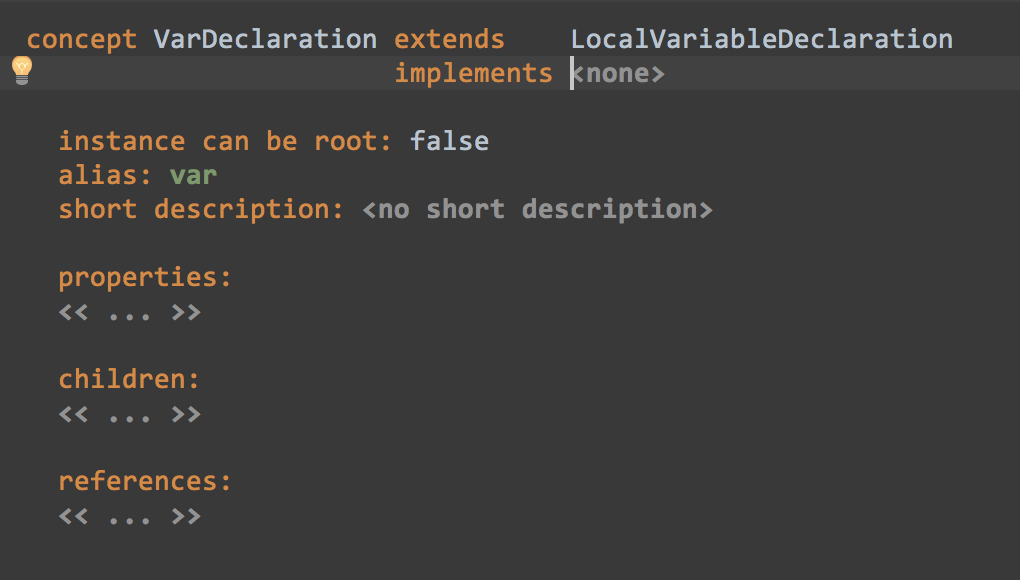 concept VarDeclaration extends LocalVariableDeclaration
implements <none>
instance can be root: false
alias: var
short description: <no short description>
properties:
<< ... >>
children:
<< ... >>
references:
<< ... >>